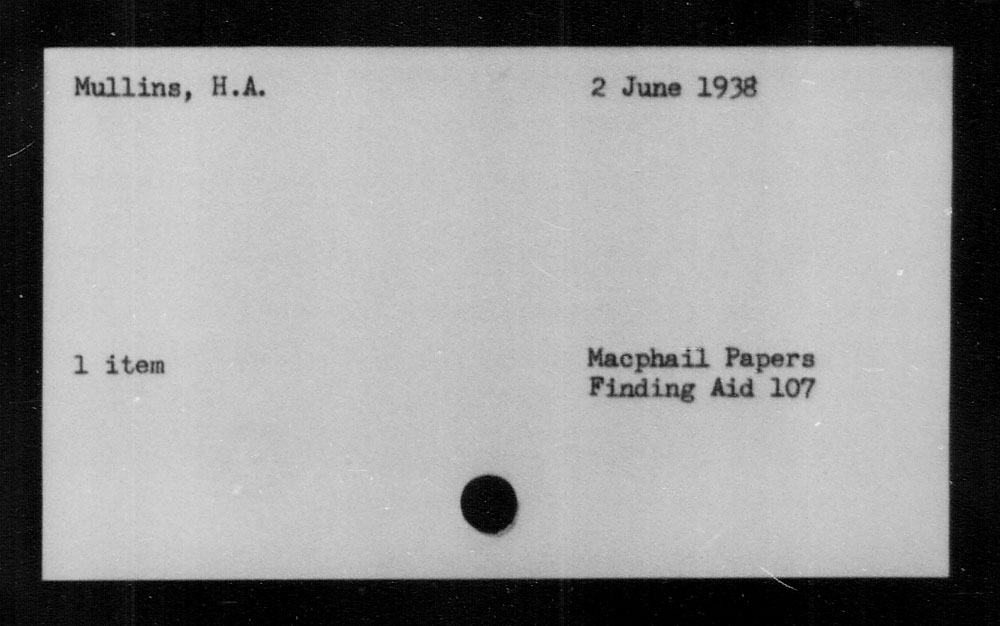 Mullins, H.A.
2 June 1938
1 item
Macphail Papers
Finding Aid 107